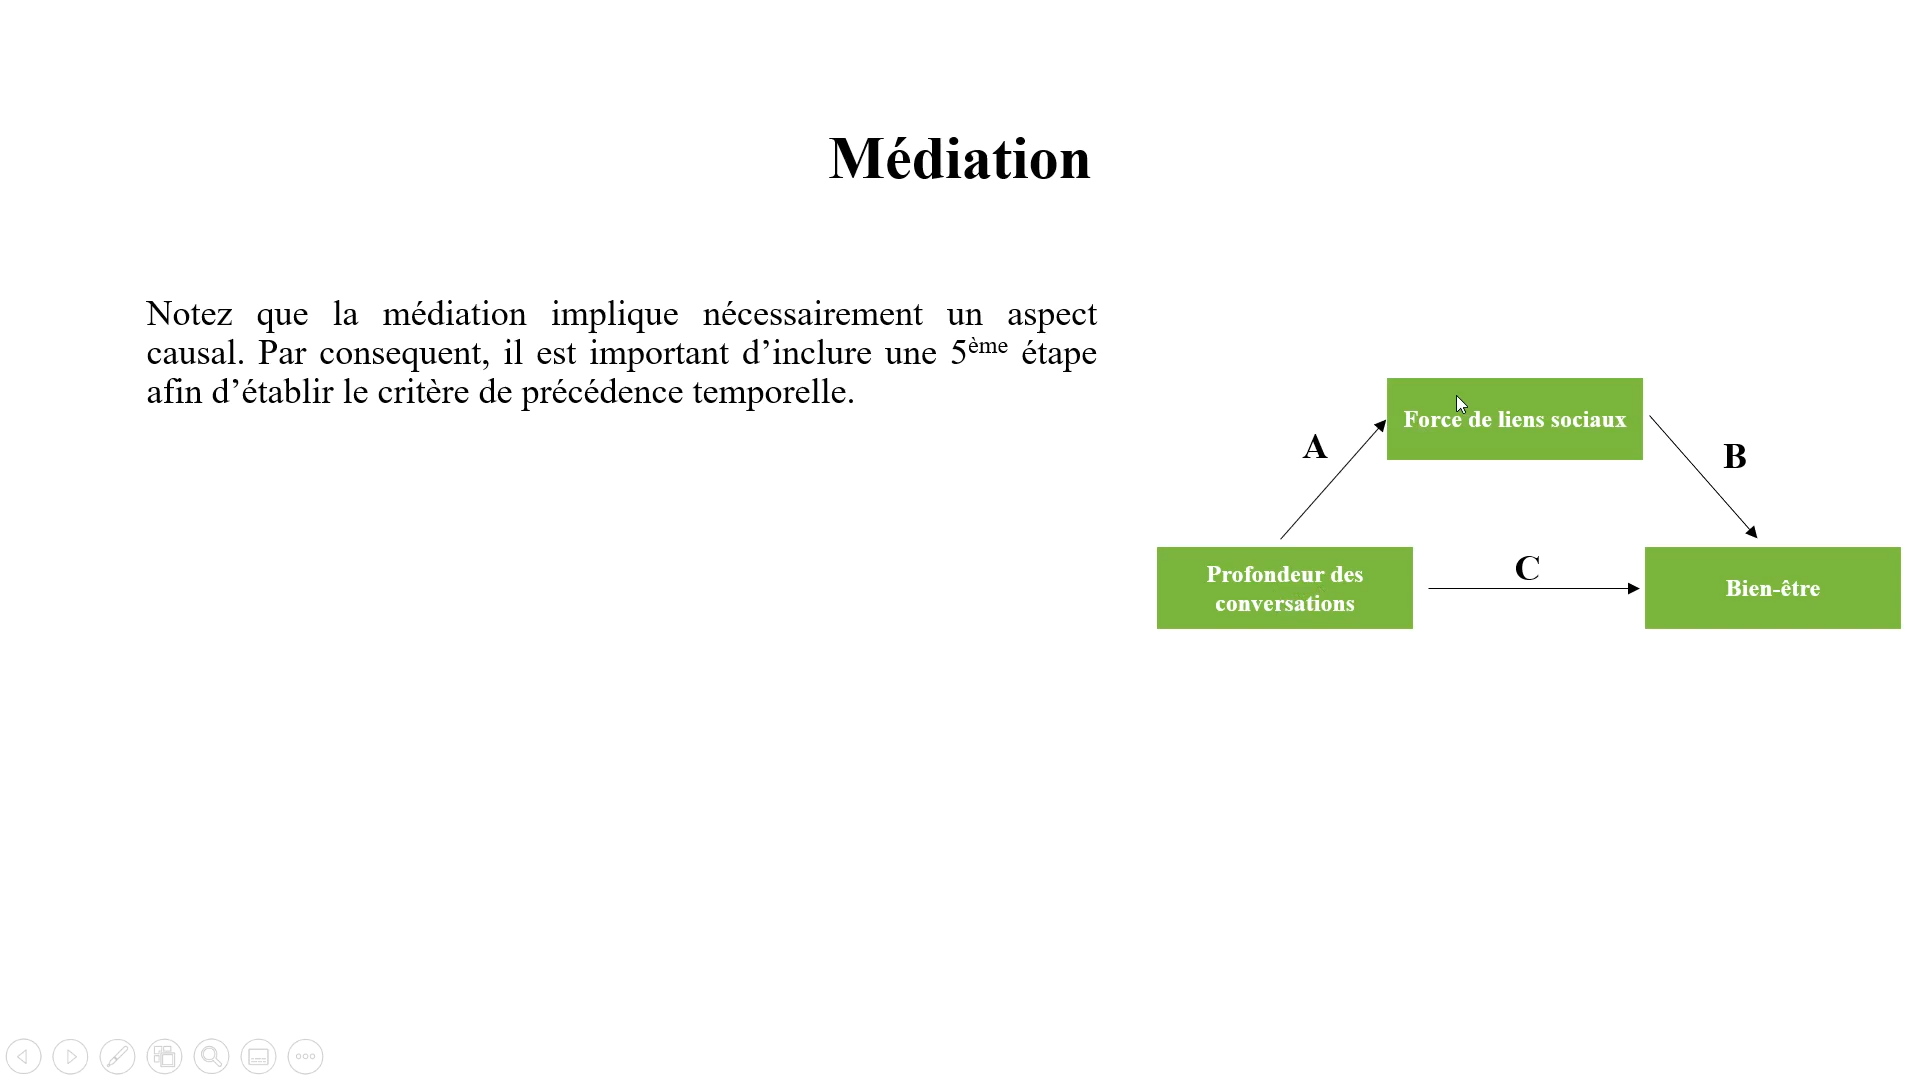 Médiation
Notez que la médiation implique nécessairement un aspect
causal. Par consequent, il est important d’inclure une 5ème étape
afin d’établir le critère de précédence temporelle.
Force de liens sociaux
A
B
C
Profondeur des
conversations
Bien-être